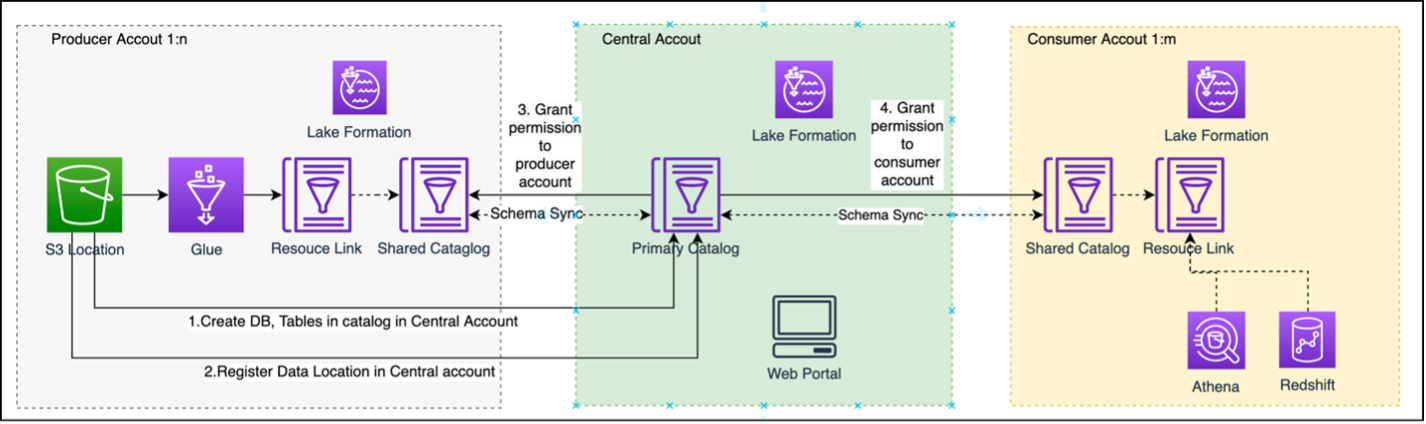 Producer Accout 1:n
Central Accout
Consumer Accout 1:m
Lake Formation
3. Grant
permission
to
producer
account
Lake Formation
4. Grant
permission
to
consumer
account
Lake Formation
S3 Location
Glue
Resouce Link
Shared Cataglog
Schema Sync
Primary Catalog
Schema Sync
Shared Catalog
Resouce Link
1.Create DB, Tables in catalog in Central Account
2.Register Data Location in Central account
Web Portal
Athena
Redshift